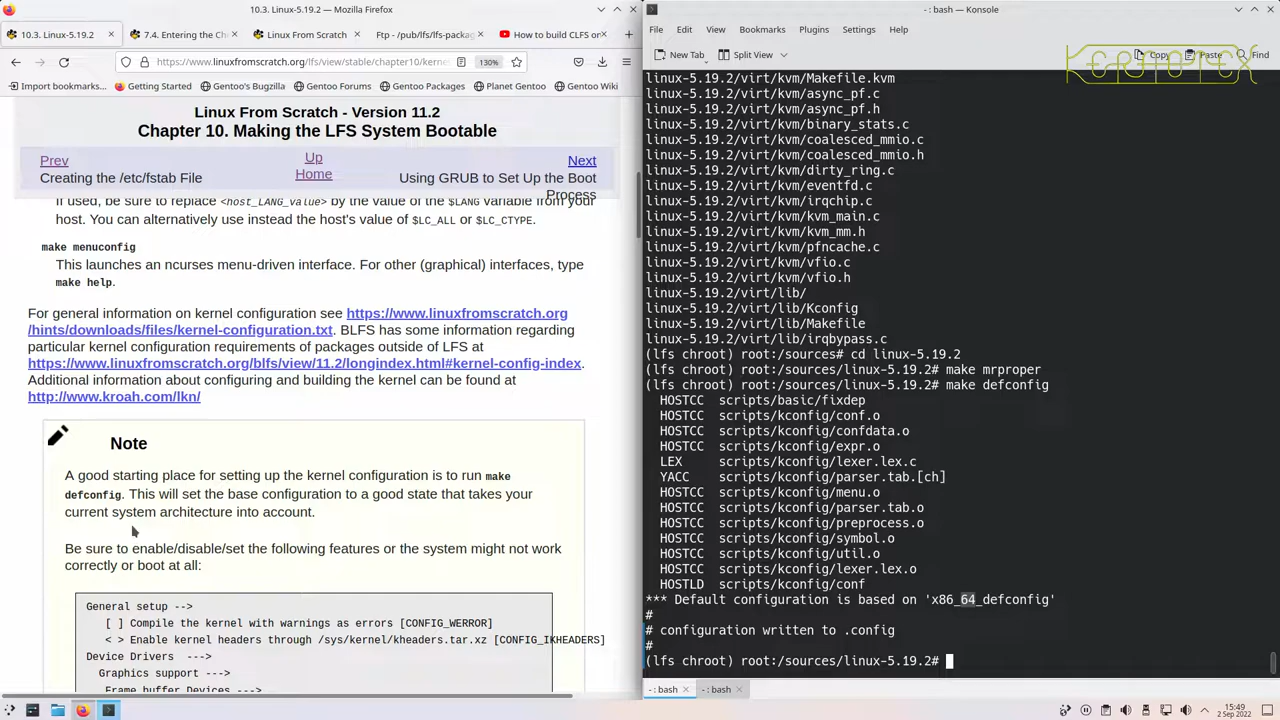 10.3. Linux-5.19.2 — Mozilla Firefox
10.3. Linux-5.19.2
7.4. Entering the Ch
Linux From Scratch
Ftp - /pub/lfs/lfs-packag
How to build CLFS on
https://www.linuxfromscratch.org/lfs/view/stable/chapter10/kerne
130%
Import bookmarks...
Getting Started
Gentoo's Bugzilla
Gentoo Forums
Gentoo Packages
Planet Gentoo
Gentoo Wiki
Linux From Scratch - Version 11.2
Chapter 10. Making the LFS System Bootable
Prev
Up
Next
Creating the /etc/fstab File
Home
Using GRUB to Set Up the Boot
Process
If used, be sure to replace <host_LANG_value> by the value of the $LANG variable from your
host. You can alternatively use instead the host's value of $LC_ALL or $LC_CTYPE.
make menuconfig
This launches an ncurses menu-driven interface. For other (graphical) interfaces, type
make help.
For general information on kernel configuration see https://www.linuxfromscratch.org
/hints/downloads/files/kernel-configuration.txt. BLFS has some information regarding
particular kernel configuration requirements of packages outside of LFS at
https://www.linuxfromscratch.org/blfs/view/11.2/longindex.html#kernel-config-index.
Additional information about configuring and building the kernel can be found at
http://www.kroah.com/lkn/
Note
A good starting place for setting up the kernel configuration is to run make
defconfig. This will set the base configuration to a good state that takes your
current system architecture into account.
Be sure to enable/disable/set the following features or the system might not work
correctly or boot at all:
General setup -->
[ ] Compile the kernel with warnings as errors [CONFIG_WERROR]
< > Enable kernel headers through /sys/kernel/kheaders.tar.xz [CONFIG_IKHEADERS]
Device Drivers --->
Graphics support --->
Frame buffer Devices --->
- : bash — Konsole
File Edit View Bookmarks Plugins Settings Help
New Tab
Split View
Copy
Paste
Find
KERNOTEX
linux-5.19.2/virt/kvm/Makefile.kvm
linux-5.19.2/virt/kvm/async_pf.c
linux-5.19.2/virt/kvm/async_pf.h
linux-5.19.2/virt/kvm/binary_stats.c
linux-5.19.2/virt/kvm/coalesced_mmio.c
linux-5.19.2/virt/kvm/coalesced_mmio.h
linux-5.19.2/virt/kvm/dirty_ring.c
linux-5.19.2/virt/kvm/eventfd.c
linux-5.19.2/virt/kvm/irqchip.c
linux-5.19.2/virt/kvm/kvm_main.c
linux-5.19.2/virt/kvm/kvm_mm.h
linux-5.19.2/virt/kvm/pfncache.c
linux-5.19.2/virt/kvm/vfio.c
linux-5.19.2/virt/kvm/vfio.h
linux-5.19.2/virt/lib/
linux-5.19.2/virt/lib/Kconfig
linux-5.19.2/virt/lib/Makefile
linux-5.19.2/virt/lib/irqbypass.c
(lfs chroot) root:/sources# cd linux-5.19.2
(lfs chroot) root:/sources/linux-5.19.2# make mrproper
(lfs chroot) root:/sources/linux-5.19.2# make defconfig
HOSTCC scripts/basic/fixdep
HOSTCC scripts/kconfig/conf.o
HOSTCC scripts/kconfig/confdata.o
HOSTCC scripts/kconfig/expr.o
LEX scripts/kconfig/lexer.lex.c
YACC scripts/kconfig/parser.tab.[ch]
HOSTCC scripts/kconfig/menu.o
HOSTCC scripts/kconfig/parser.tab.o
HOSTCC scripts/kconfig/preprocess.o
HOSTCC scripts/kconfig/symbol.o
HOSTCC scripts/kconfig/util.o
HOSTCC scripts/kconfig/lexer.lex.o
HOSTLD scripts/kconfig/conf
*** Default configuration is based on 'x86_64_defconfig'
#
# configuration written to .config
#
(lfs chroot) root:/sources/linux-5.19.2#
- : bash
- : bash
15:49
2 Sep 2022